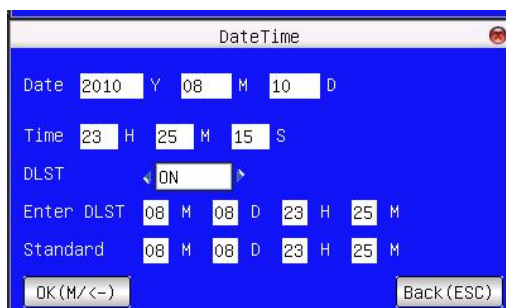 DateTime
Date 2010 Y 08 M 10 D
Time 23 H 25 M 15 S
DLST ON
Enter DLST 08 M 08 D 23 H 25 M
Standard 08 M 08 D 23 H 25 M
OK(M/<-) Back(ESC)